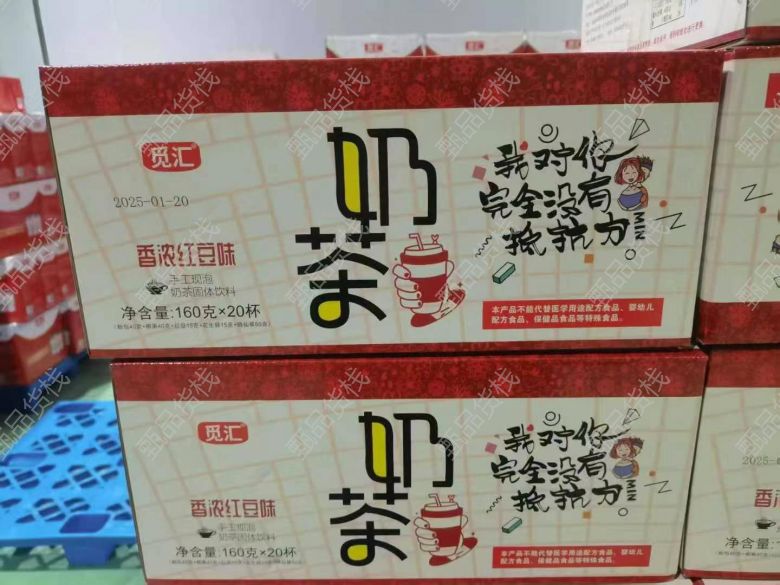 觅汇
2025-01-20
香浓红豆味
手工现泡
奶茶固体饮料
净含量:160克×20杯
奶茶
我对你
完全没有
抵抗力
MIN
本产品不能代替医学用途配方食品、婴幼儿
配方食品、保健品食品等特殊食品。
觅汇
香浓红豆味
手工现泡
奶茶固体饮料
净含量:160克×20杯
奶茶
我对你
完全没有
抵抗力
MIN
本产品不能代替医学用途配方食品、婴幼儿
配方食品、保健品食品等特殊食品。
2025-
甄品货栈